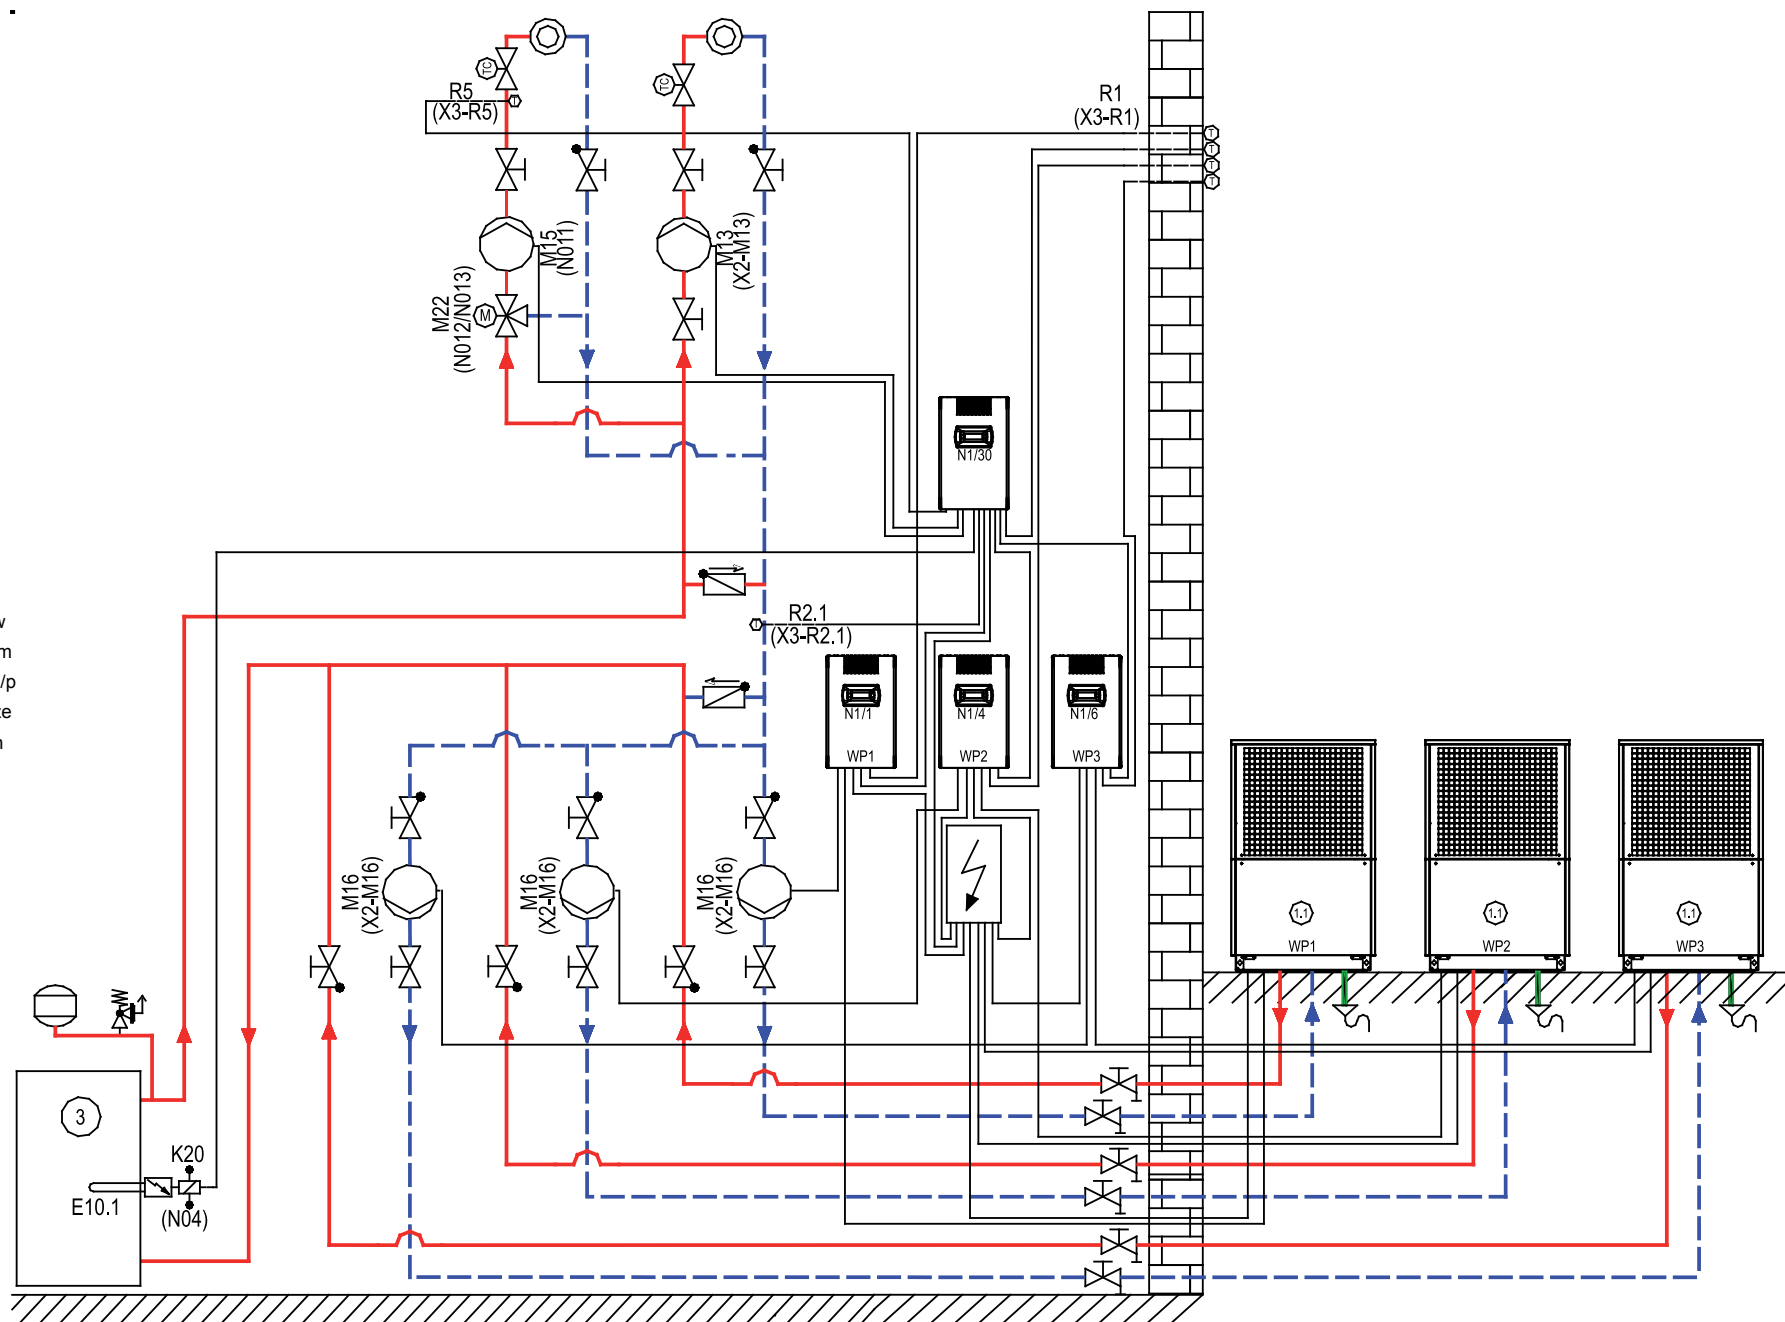 TC
TC
R5
(X3-R5)
T
R1
(X3-R1)
T
T
T
T
M15
(N011)
M13
(X2-M13)
M22
(N012/N013)
M
N1/30
w
m
/p
R2.1
(X3-R2.1)
T
N1/1
WP1
N1/4
WP2
N1/6
WP3
M16
(X2-M16)
M16
(X2-M16)
M16
(X2-M16)
1.1
WP1
1.1
WP2
1.1
WP3
3
K20
E10.1
(N04)